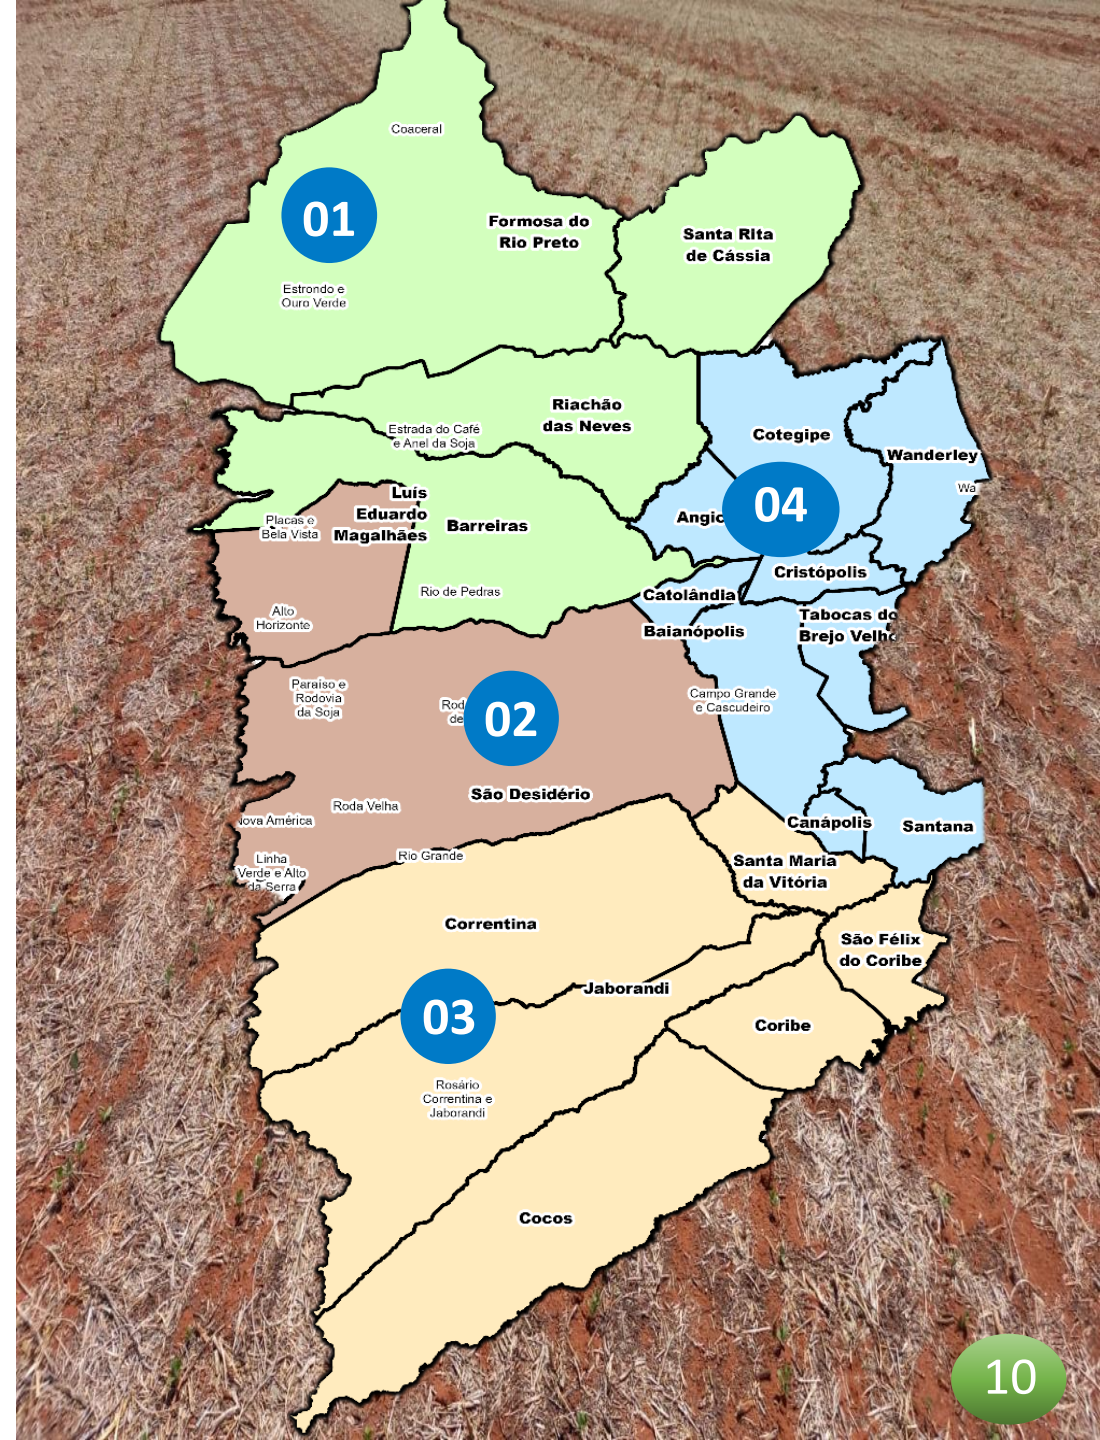 Coaceral
01
Formosa do
Rio Preto
Santa RIta
de Cássia
Estrondo e
Ouro Verde
Riachão
das Neves
Estrada do Café
e Anel da Soja
Cotegipe
Wanderley
Wa
Luís
Eduardo
Magalhães
Placas e
Bela Vista
Barreiras
Angic
04
Cristópolis
Rio de Pedras
Catolândia
Alto
Horizonte
Baianópolis
Tabocas do
Brejo Velho
Paraíso e
Rodovia
da Soja
Rod
de
02
Campo Grande
e Cascudeiro
São Desidério
Roda Velha
Nova América
Canápolis
Santana
Rio Grande
Linha
Verde e Alto
da Serra
Santa Maria
da Vitória
Correntina
São Félix
do Coribe
Jaborandi
03
Coribe
Rosário
Correntina e
Jaborandi
Cocos
10